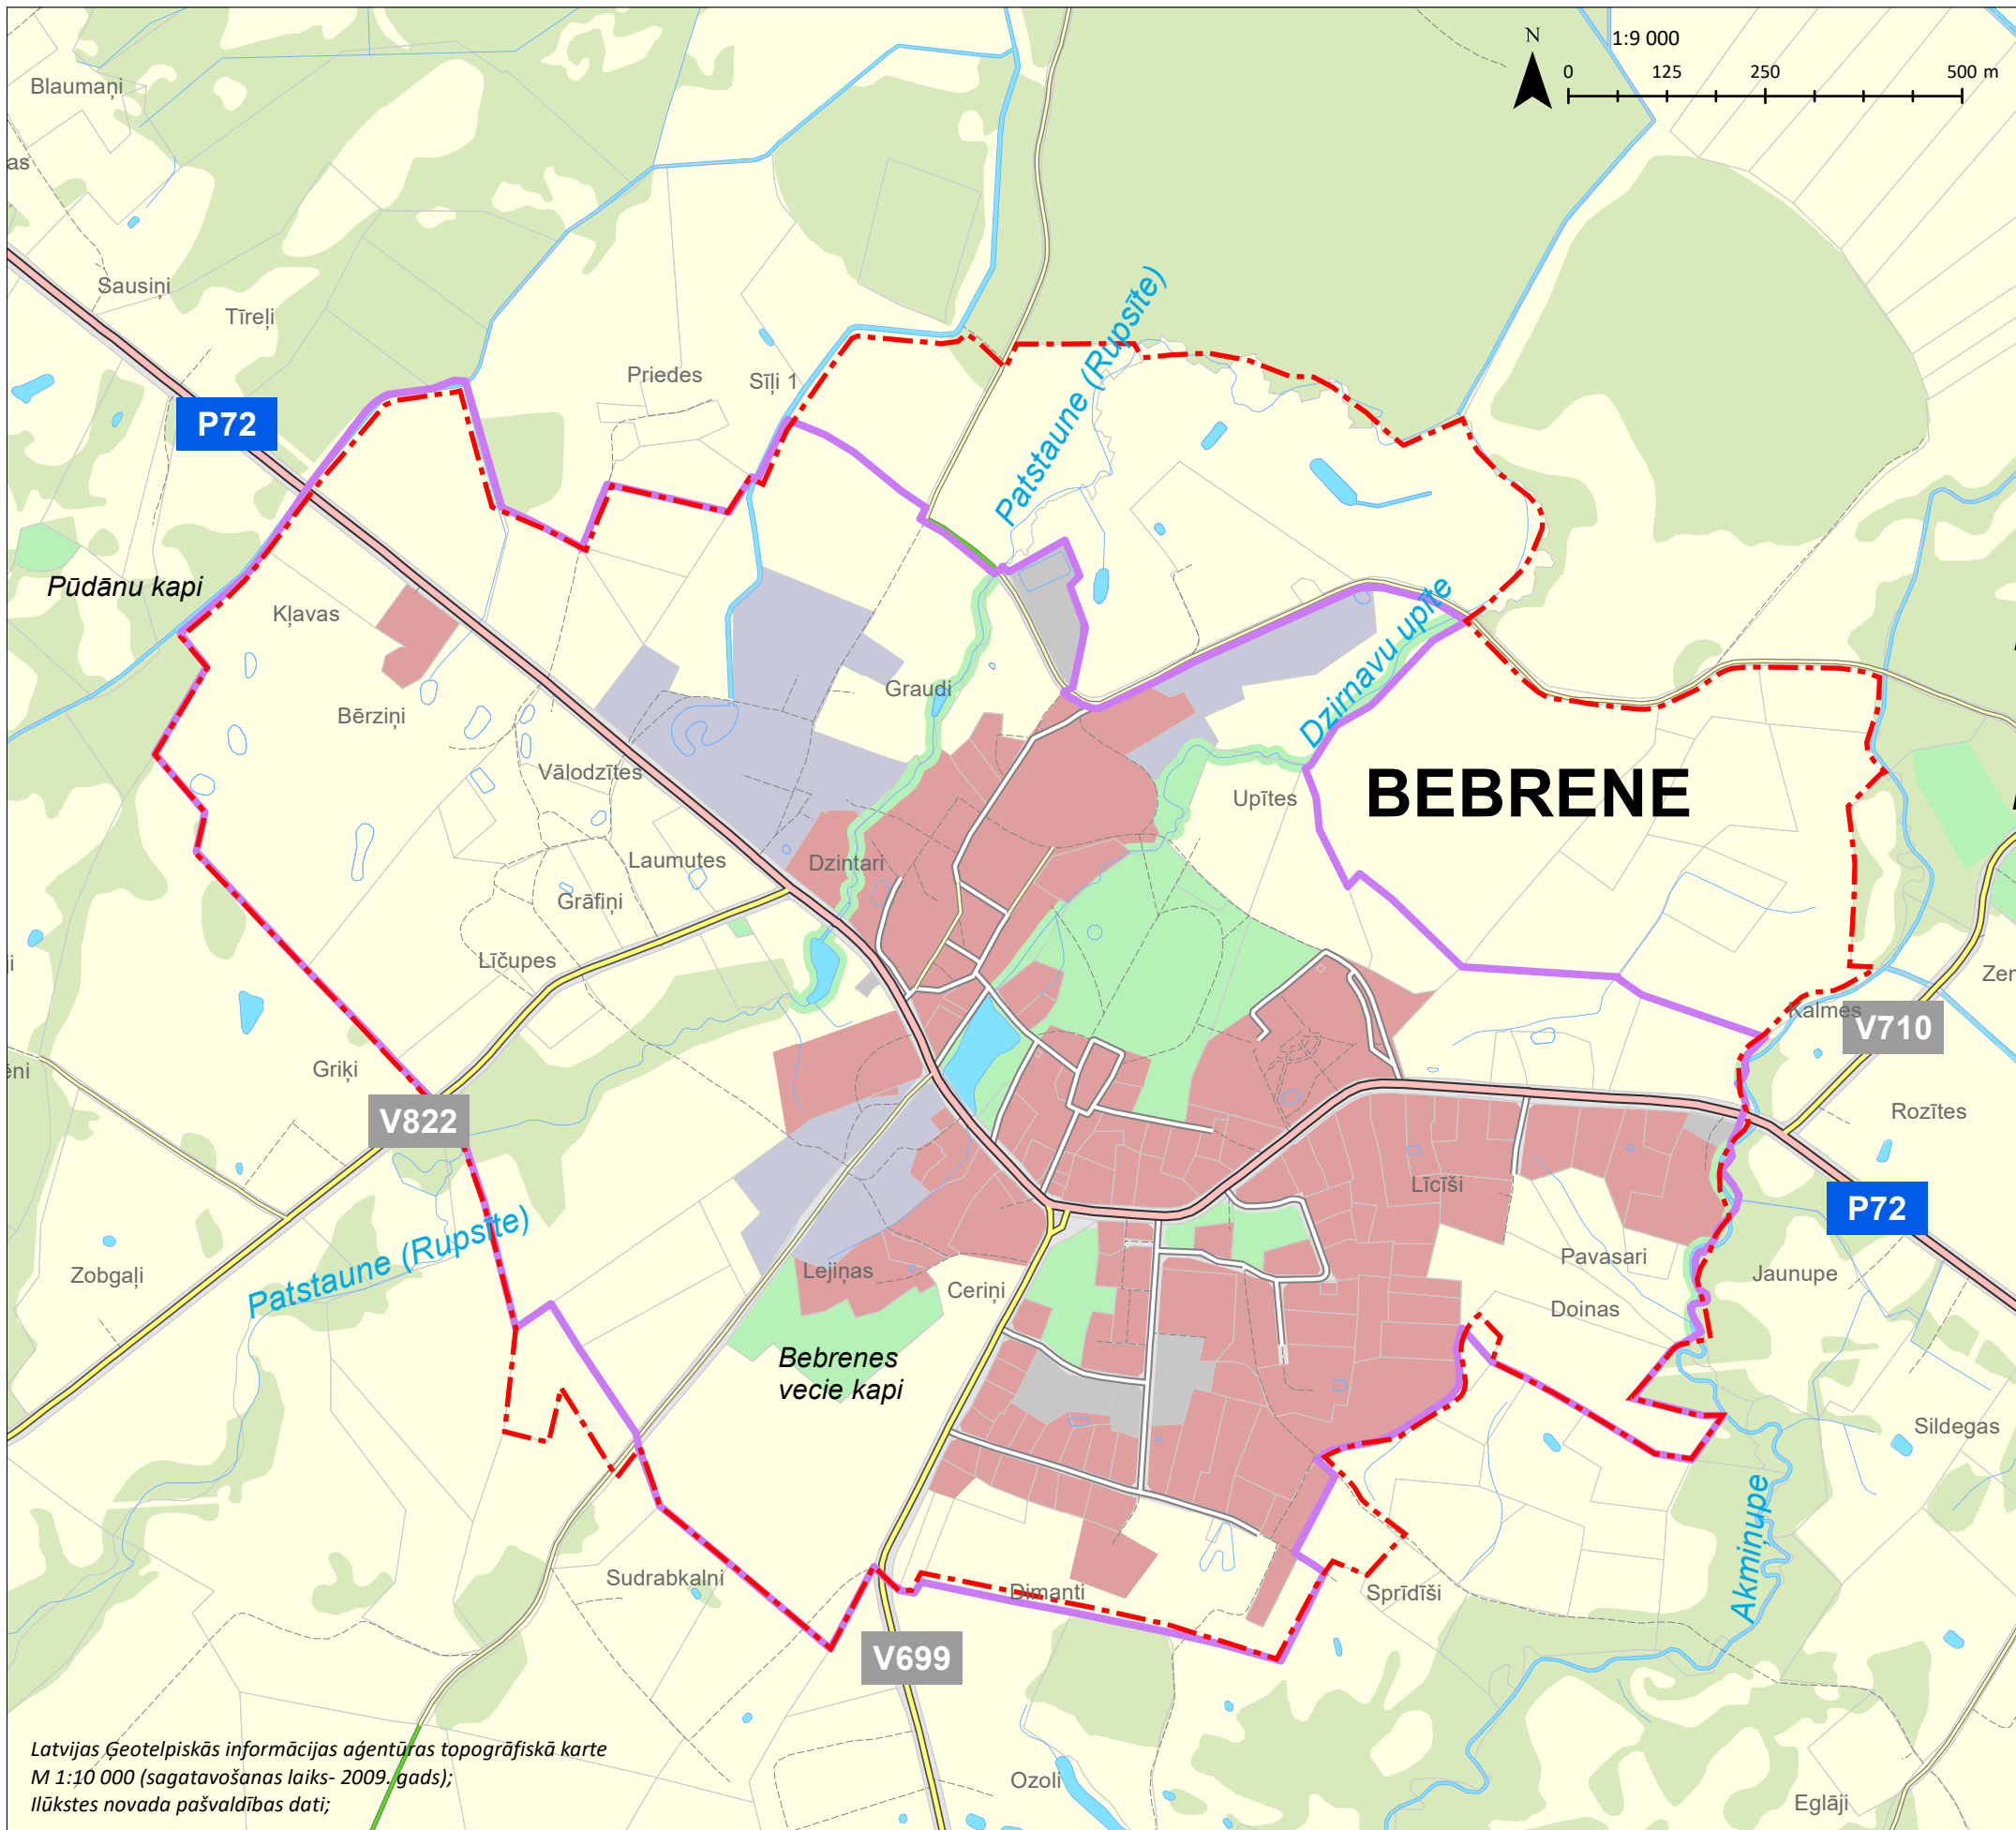 N
1:9 000
0 125 250 500 m
Blaumaņi
as
Sausiņi
Tīreļi
Patstaune (Rupsīte)
Priedes
Sīļi 1
P72
Pūdānu kapi
Kļavas
Dzirnavu upīte
Graudi
Bērziņi
Vālodzītes
BEBRENE
Upītes
Laumutes
Dzintari
Grāfiņi
Līčupes
Zer
Kalmes
V710
Griķi
ēni
V822
Rozītes
Līcīši
P72
Patstaune (Rupsīte)
Zobgaļi
Lejiņas
Ceriņi
Pavasari
Jaunupe
Doinas
Bebrenes
vecie kapi
Sildegas
Akmiņupe
Sudrabkalni
Dimanti
Sprīdīši
V699
Latvijas Ģeotelpiskās informācijas aģentūras topogrāfiskā karte
M 1:10 000 (sagatavošanas laiks- 2009. gads);
Ilūkstes novada pašvaldības dati;
Ozoli
Eglāji